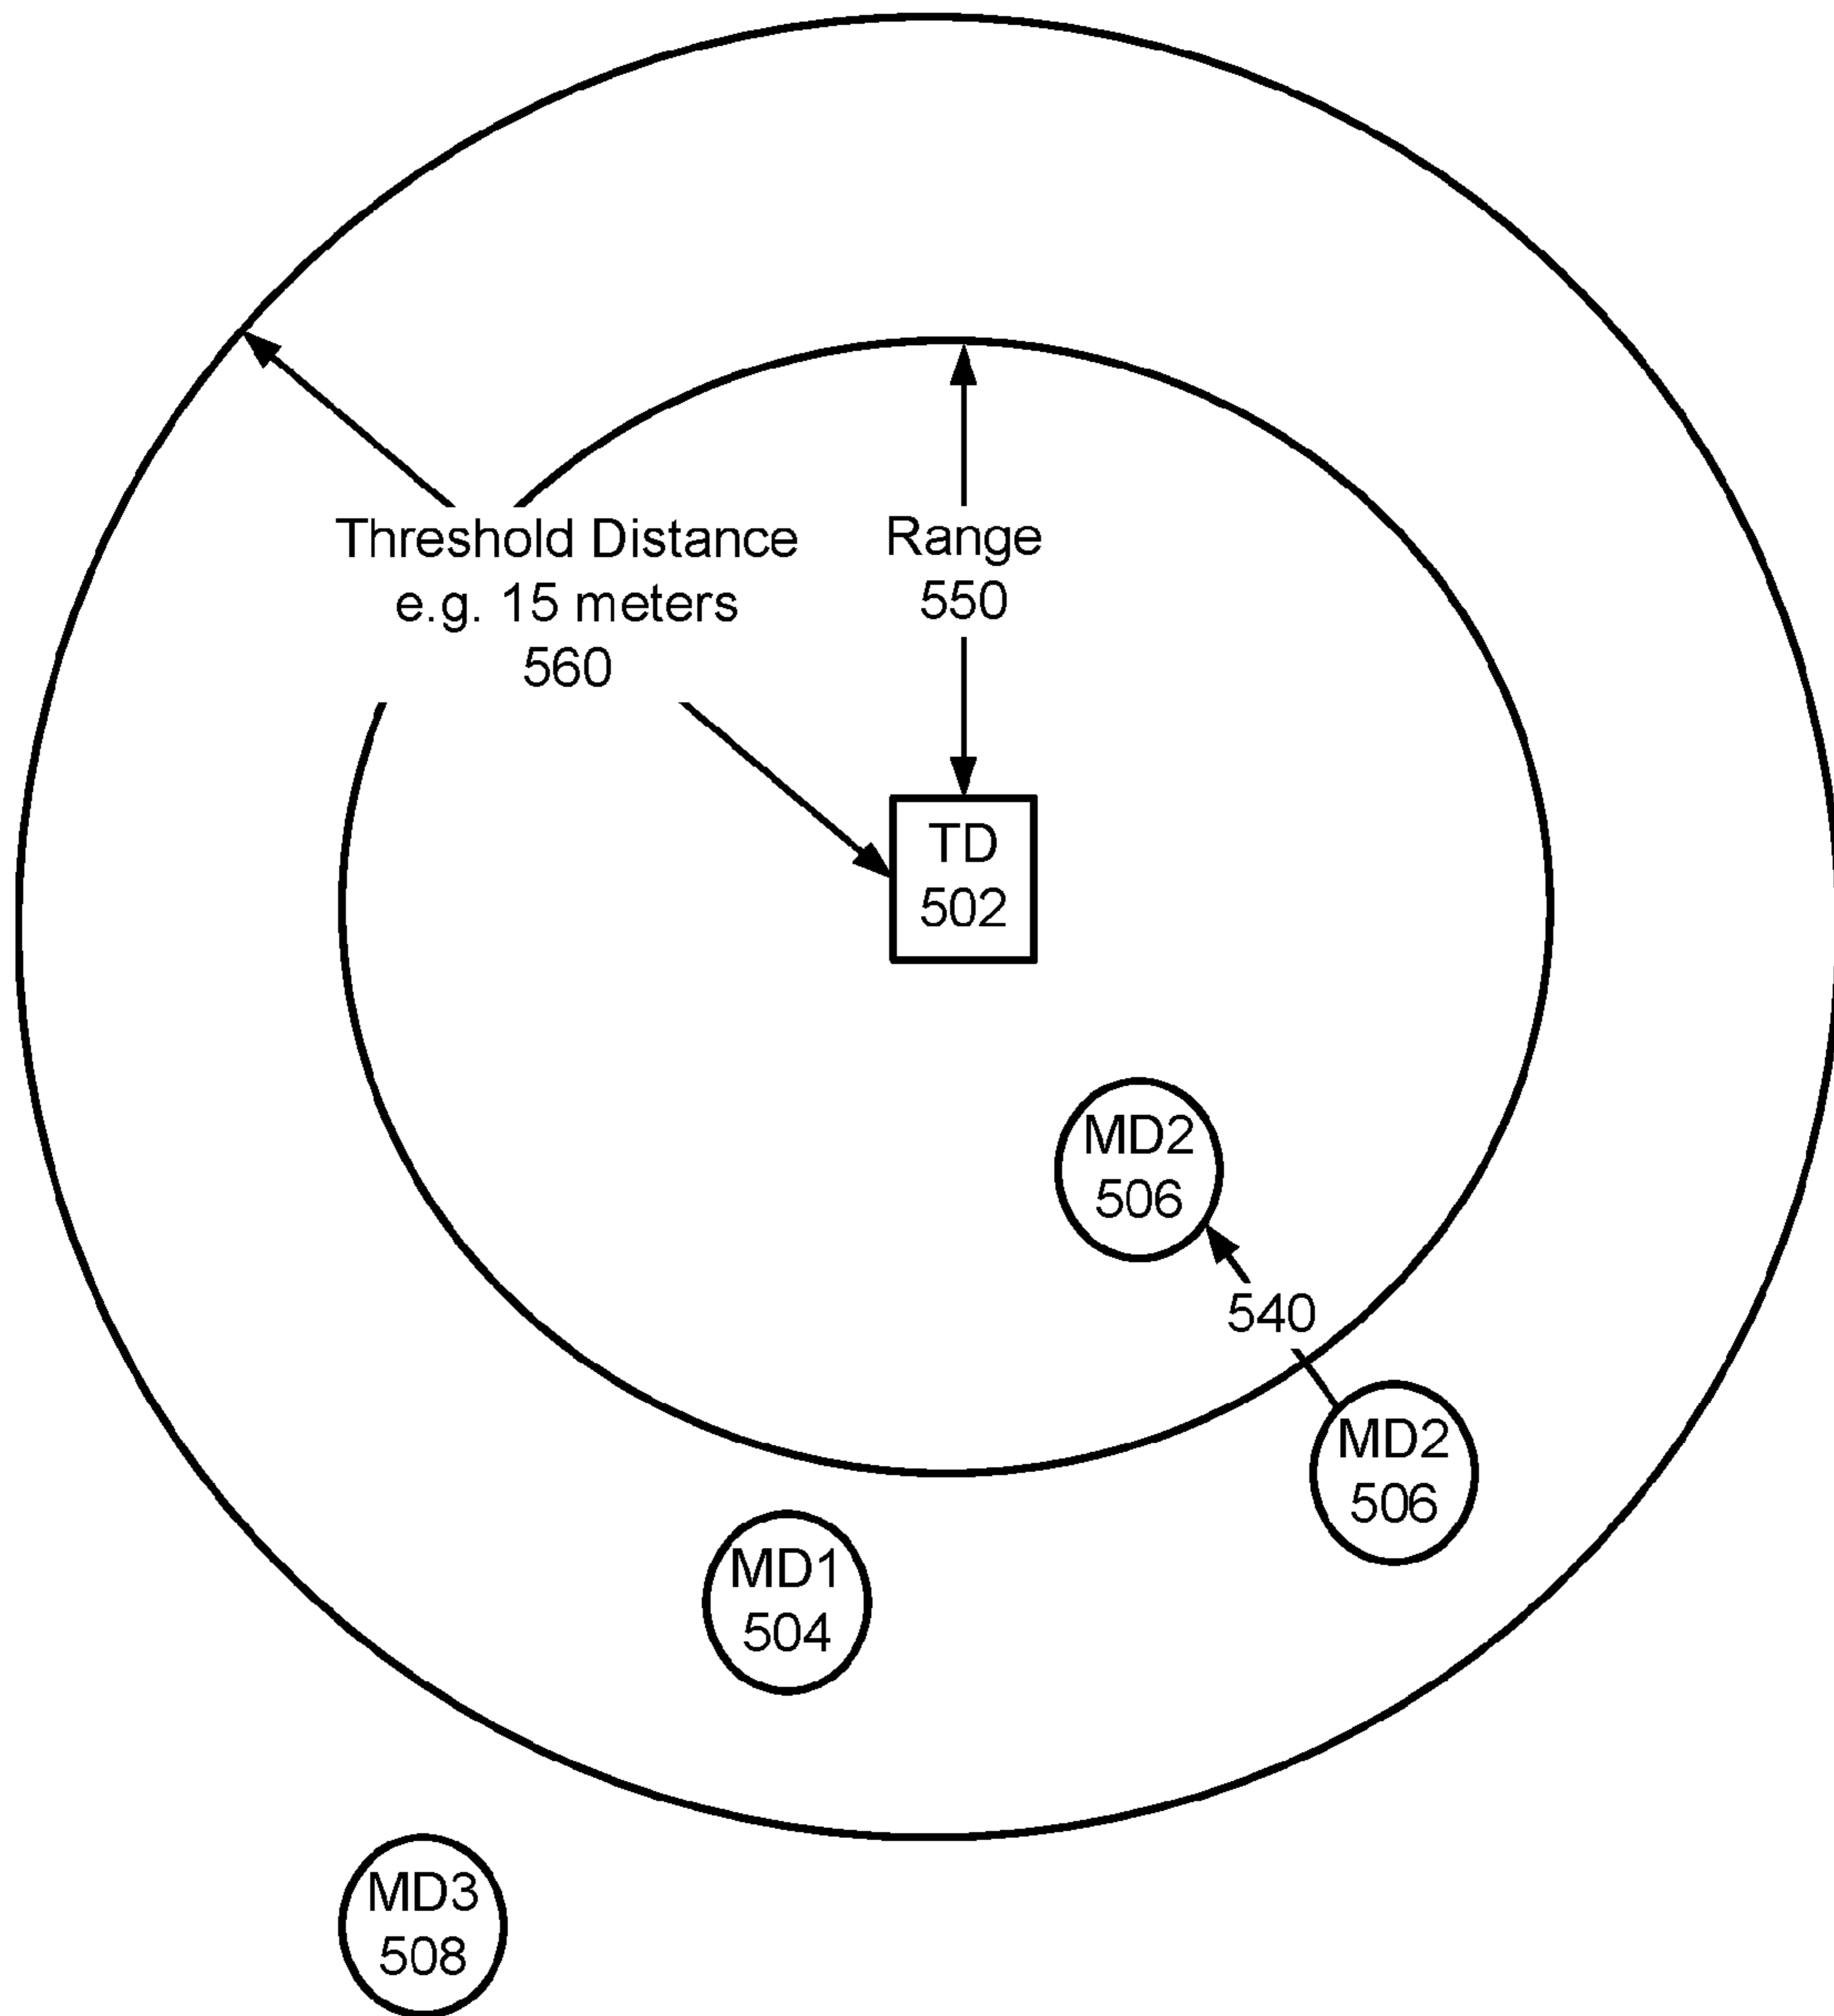 Threshold Distance
e.g. 15 meters
560
Range
550
TD
502
MD2
506
540
MD2
506
MD1
504
MD3
508